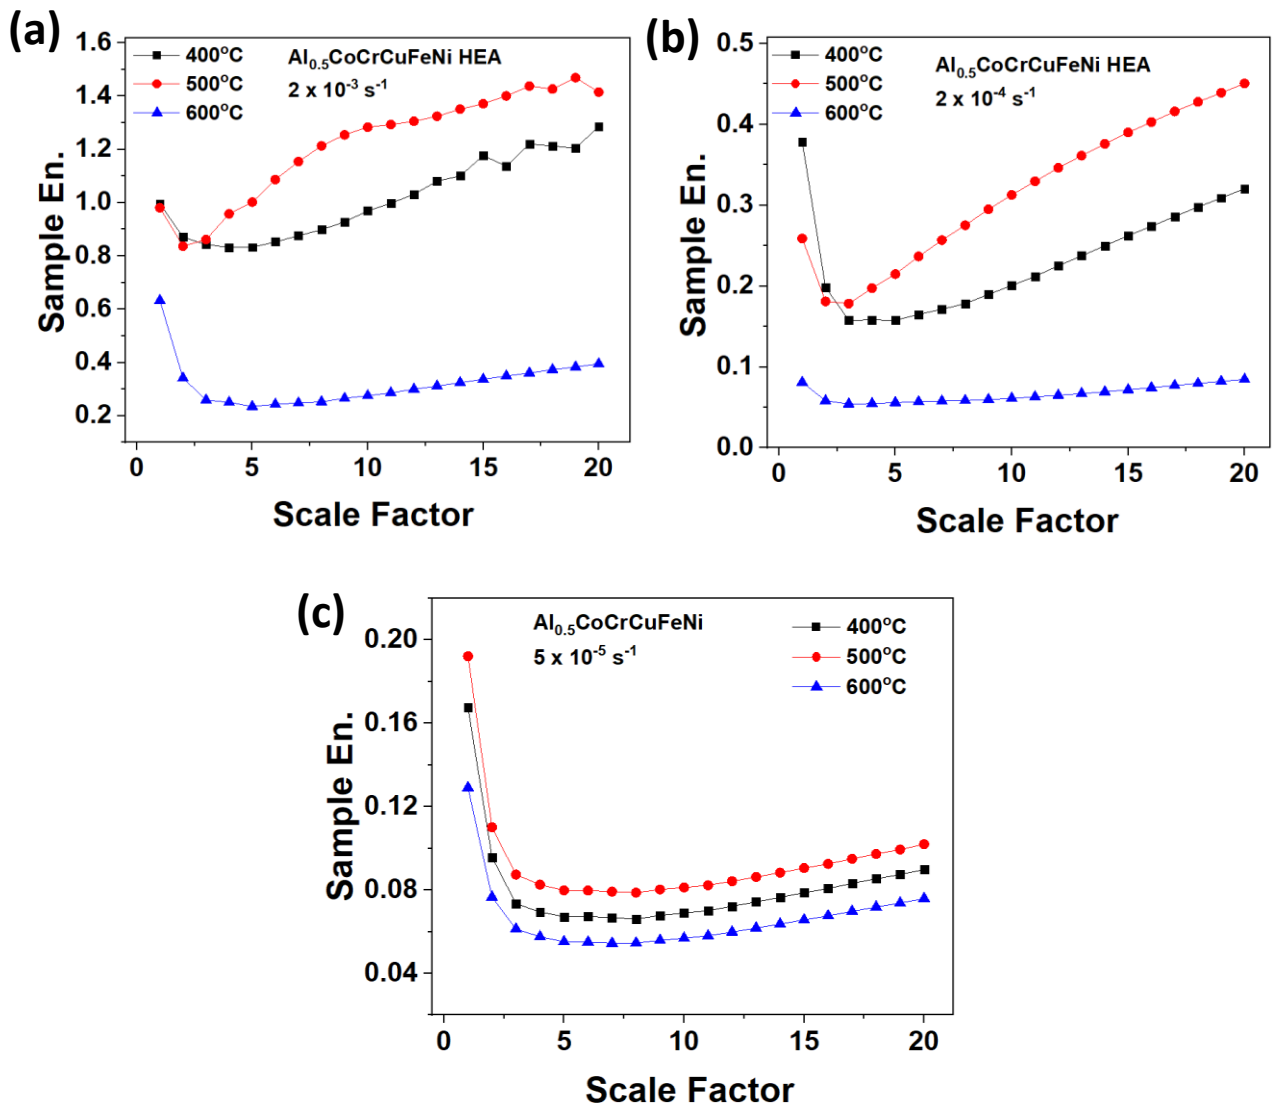 (a)
1.6
1.4
1.2
1.0
0.8
0.6
0.4
0.2
Sample En.
400°C
500°C
600°C
Al0.5CoCrCuFeNi HEA
2 x 10-3 s-1
0 5 10 15 20
Scale Factor
(b)
0.5
0.4
0.3
0.2
0.1
0.0
Sample En.
400°C
500°C
600°C
Al0.5CoCrCuFeNi HEA
2 x 10-4 s-1
0 5 10 15 20
Scale Factor
(c)
0.20
0.16
0.12
0.08
0.04
Sample En.
Al0.5CoCrCuFeNi
5 x 10-5 s-1
400°C
500°C
600°C
0 5 10 15 20
Scale Factor